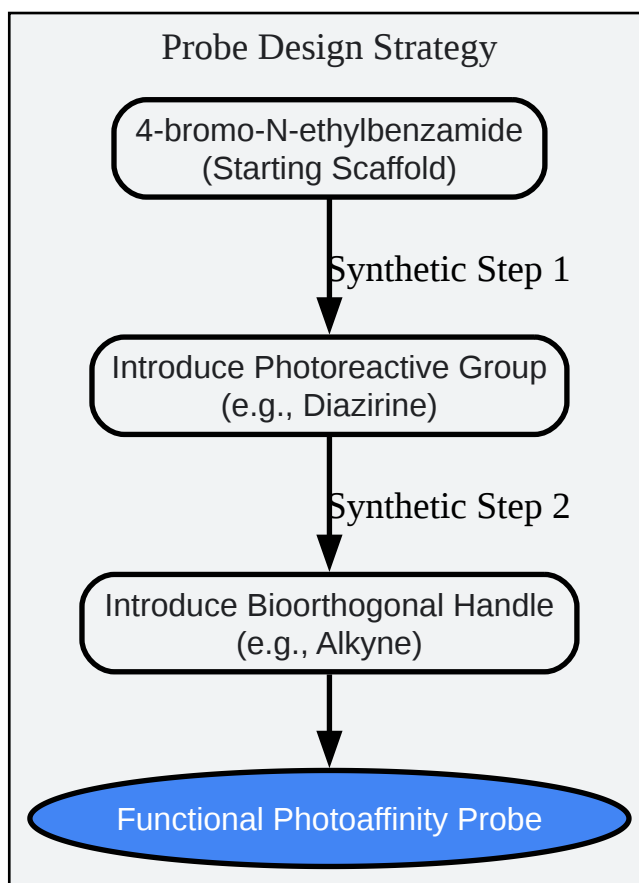 Probe Design Strategy
4-bromo-N-ethylbenzamide
(Starting Scaffold)
Synthetic Step 1
Introduce Photoreactive Group
(e.g., Diazirine)
Synthetic Step 2
Introduce Bioorthogonal Handle
(e.g., Alkyne)
Functional Photoaffinity Probe